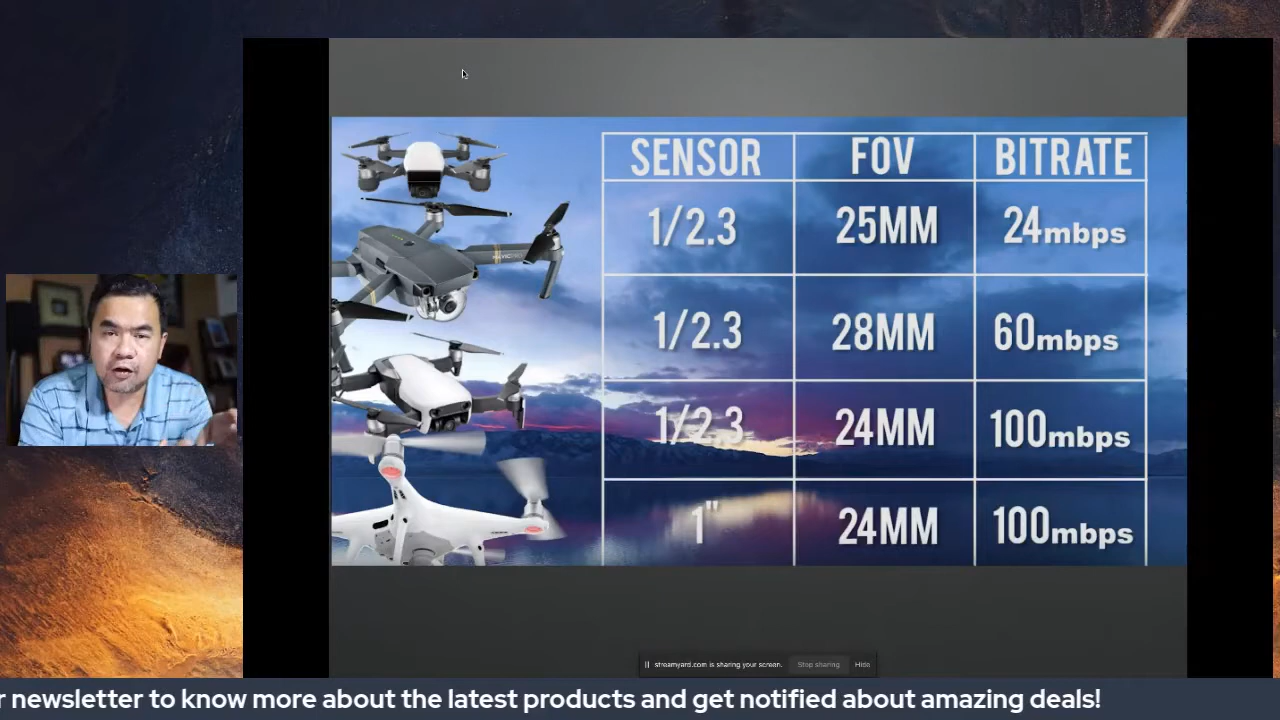 SENSOR FOV BITRATE
1/2.3 25MM 24mbps
1/2.3 28MM 60mbps
1/2.3 24MM 100mbps
1" 24MM 100mbps
streamyard.com is sharing your screen. Stop sharing Hide
r newsletter to know more about the latest products and get notified about amazing deals!